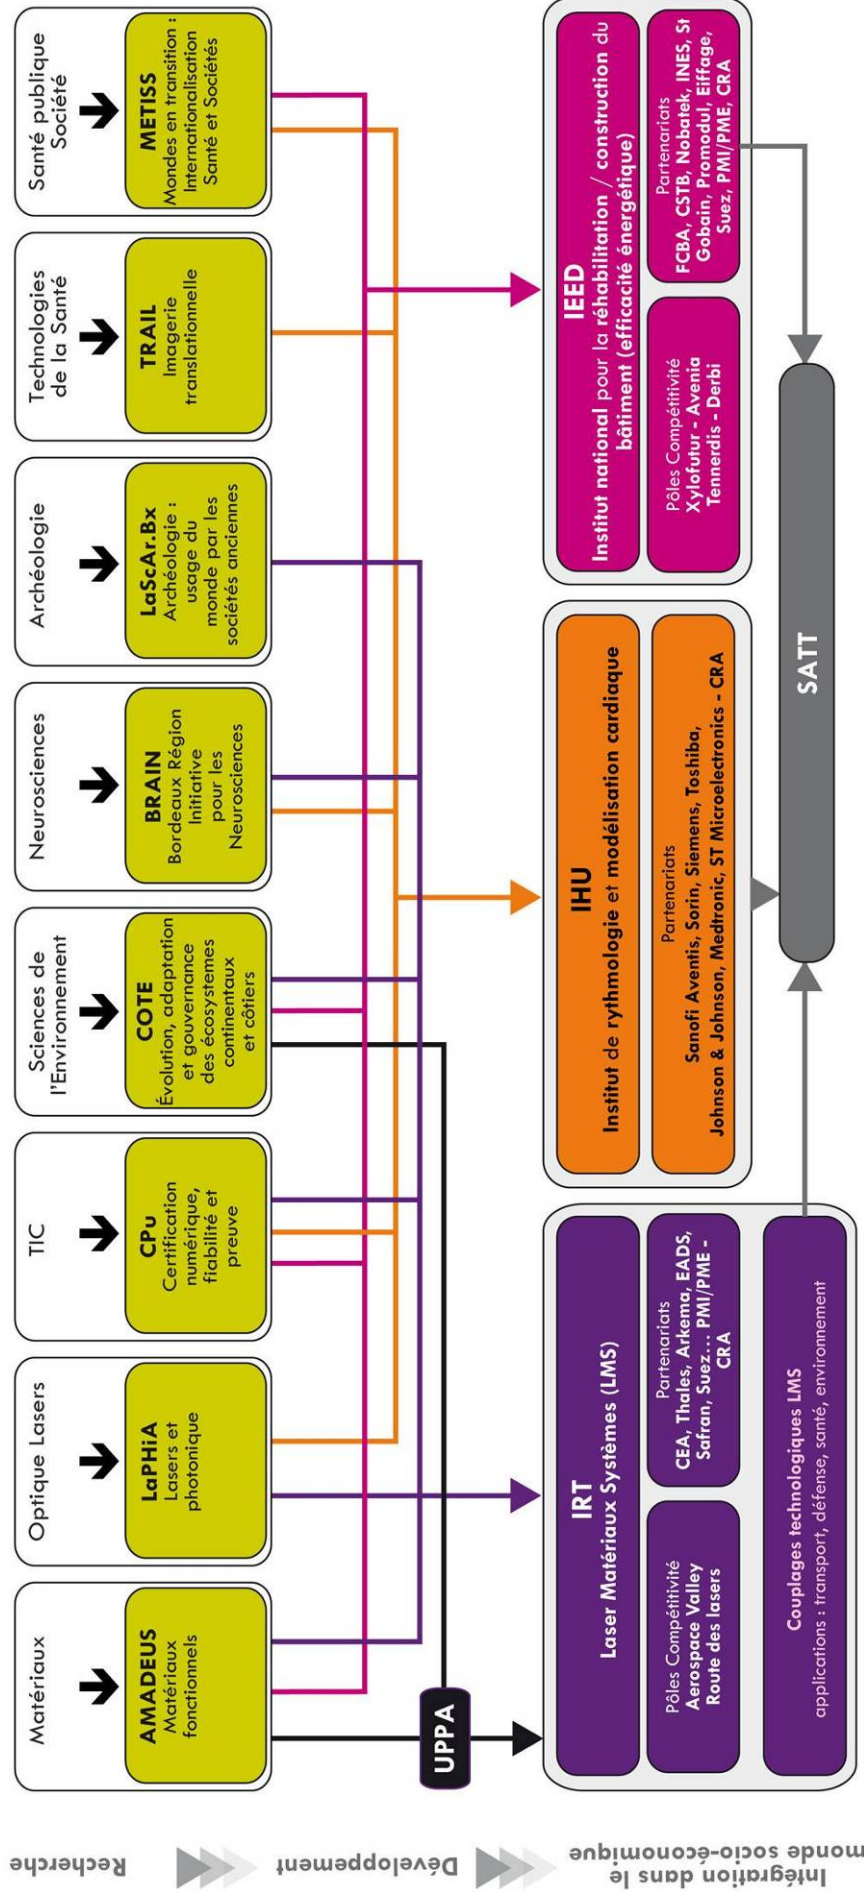 Matériaux
AMADEUS
Matériaux
fonctionnels
Optique Lasers
LaPHiA
Lasers et
photonique
TIC
CPu
Certification
numérique,
fiabilité et
preuve
Sciences de
l'Environnement
COTE
Évolution, adaptation
et gouvernance
des écosystèmes
continentaux
et côtiers
Neurosciences
BRAIN
Bordeaux Région
Initiative
pour les
Neurosciences
Archéologie
LaScAr.Bx
Archéologie :
usage du
monde par les
sociétés anciennes
Technologies
de la Santé
TRAIL
Imagerie
translationnelle
Santé publique
Société
METISS
Mondes en transition :
Internationalisation
Santé et Sociétés
UPPA
IRT
Laser Matériaux Systèmes (LMS)
Pôles Compétitivité
Aerospace Valley
Route des lasers
Partenariats
CEA, Thales, Arkema, EADS,
Safran, Suez... PMI/PME -
CRA
Couplages technologiques LMS
applications : transport, défense, santé, environnement
IHU
Institut de rythmologie et modélisation cardiaque
Partenariats
Sanofi Aventis, Sorin, Siemens, Toshiba,
Johnson & Johnson, Medtronic, ST Microelectronics - CRA
IEED
Institut national pour la réhabilitation / construction du
bâtiment (efficacité énergétique)
Pôles Compétitivité
Xylofutur - Avenia
Tennerdis - Derbi
Partenariats
FCBA, CSTB, Nobatek, INES, St
Gobain, Promodul, Eiffage,
Suez, PMI/PME, CRA
SATT
Recherche
Développement
Intégration dans le
monde socio-économique